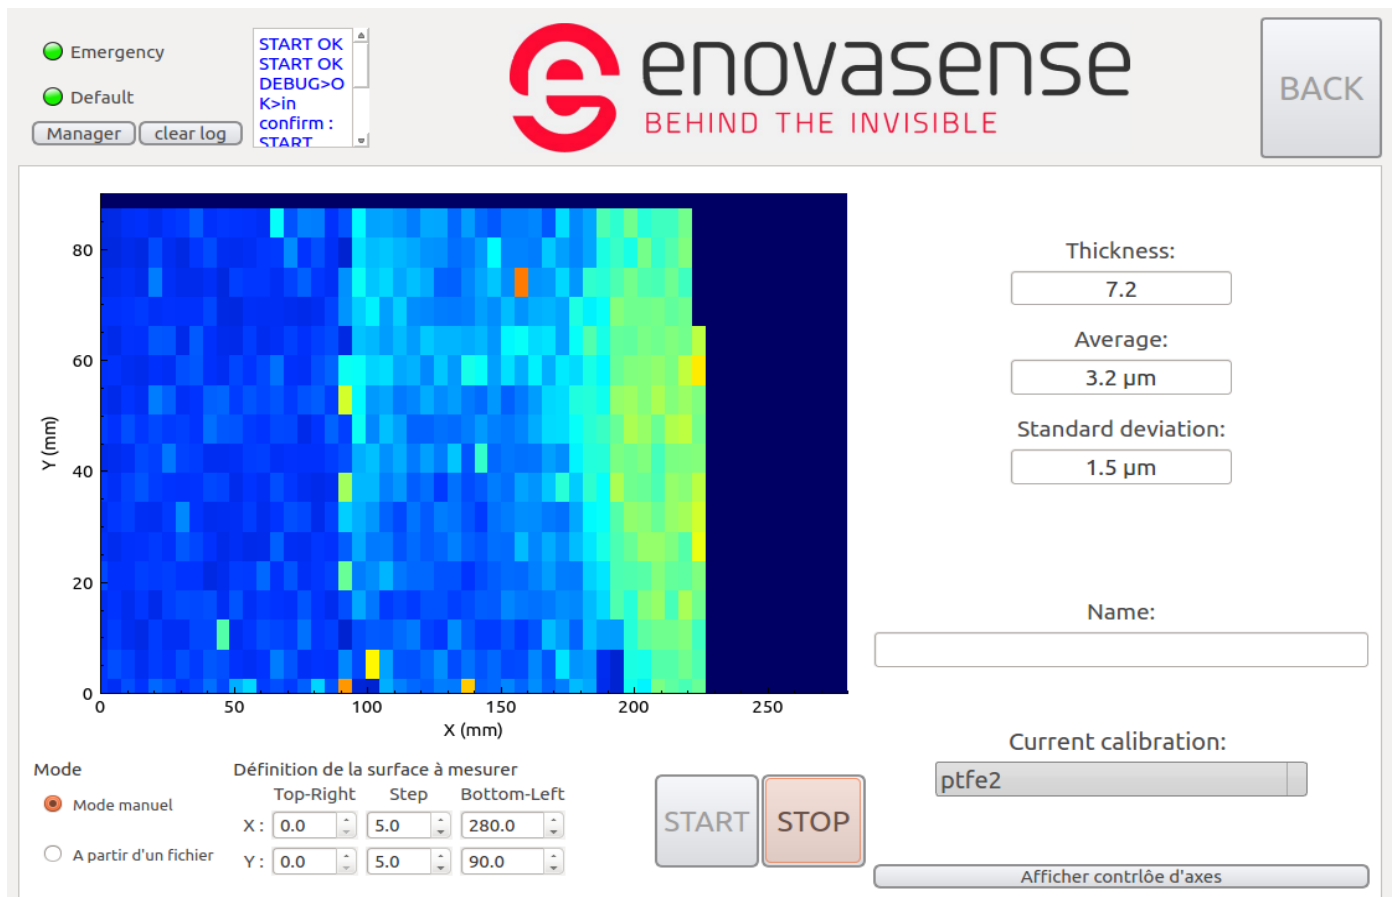 Emergency
Default
Manager
clear log
START OK
START OK
DEBUG>O
K>in
confirm :
START
enovasense
BEHIND THE INVISIBLE
BACK
80
60
40
20
0
Y (mm)
0 50 100 150 200 250
X (mm)
Thickness:
7.2
Average:
3.2 µm
Standard deviation:
1.5 µm
Name:
Current calibration:
ptfe2
Afficher contrlôe d'axes
Mode
Mode manuel
A partir d'un fichier
Définition de la surface à mesurer
Top-Right Step Bottom-Left
X : 0.0 5.0 280.0
Y : 0.0 5.0 90.0
START
STOP